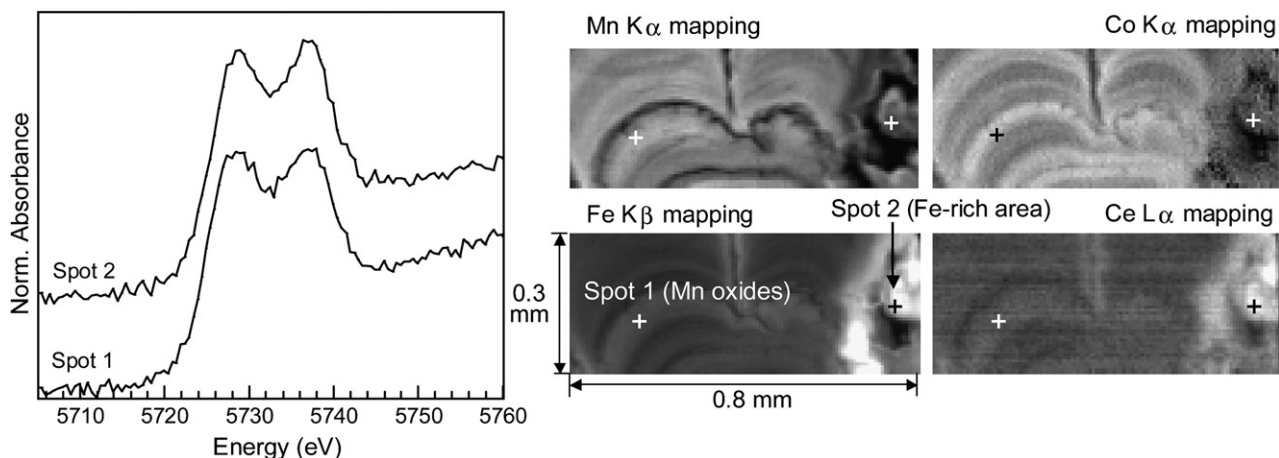 Norm. Absorbance
Spot 2
Spot 1
5710 5720 5730 5740 5750 5760
Energy (eV)
Mn Kα mapping
Co Kα mapping
Fe Kβ mapping
Spot 2 (Fe-rich area)
Ce Lα mapping
Spot 1 (Mn oxides)
0.3
mm
0.8 mm